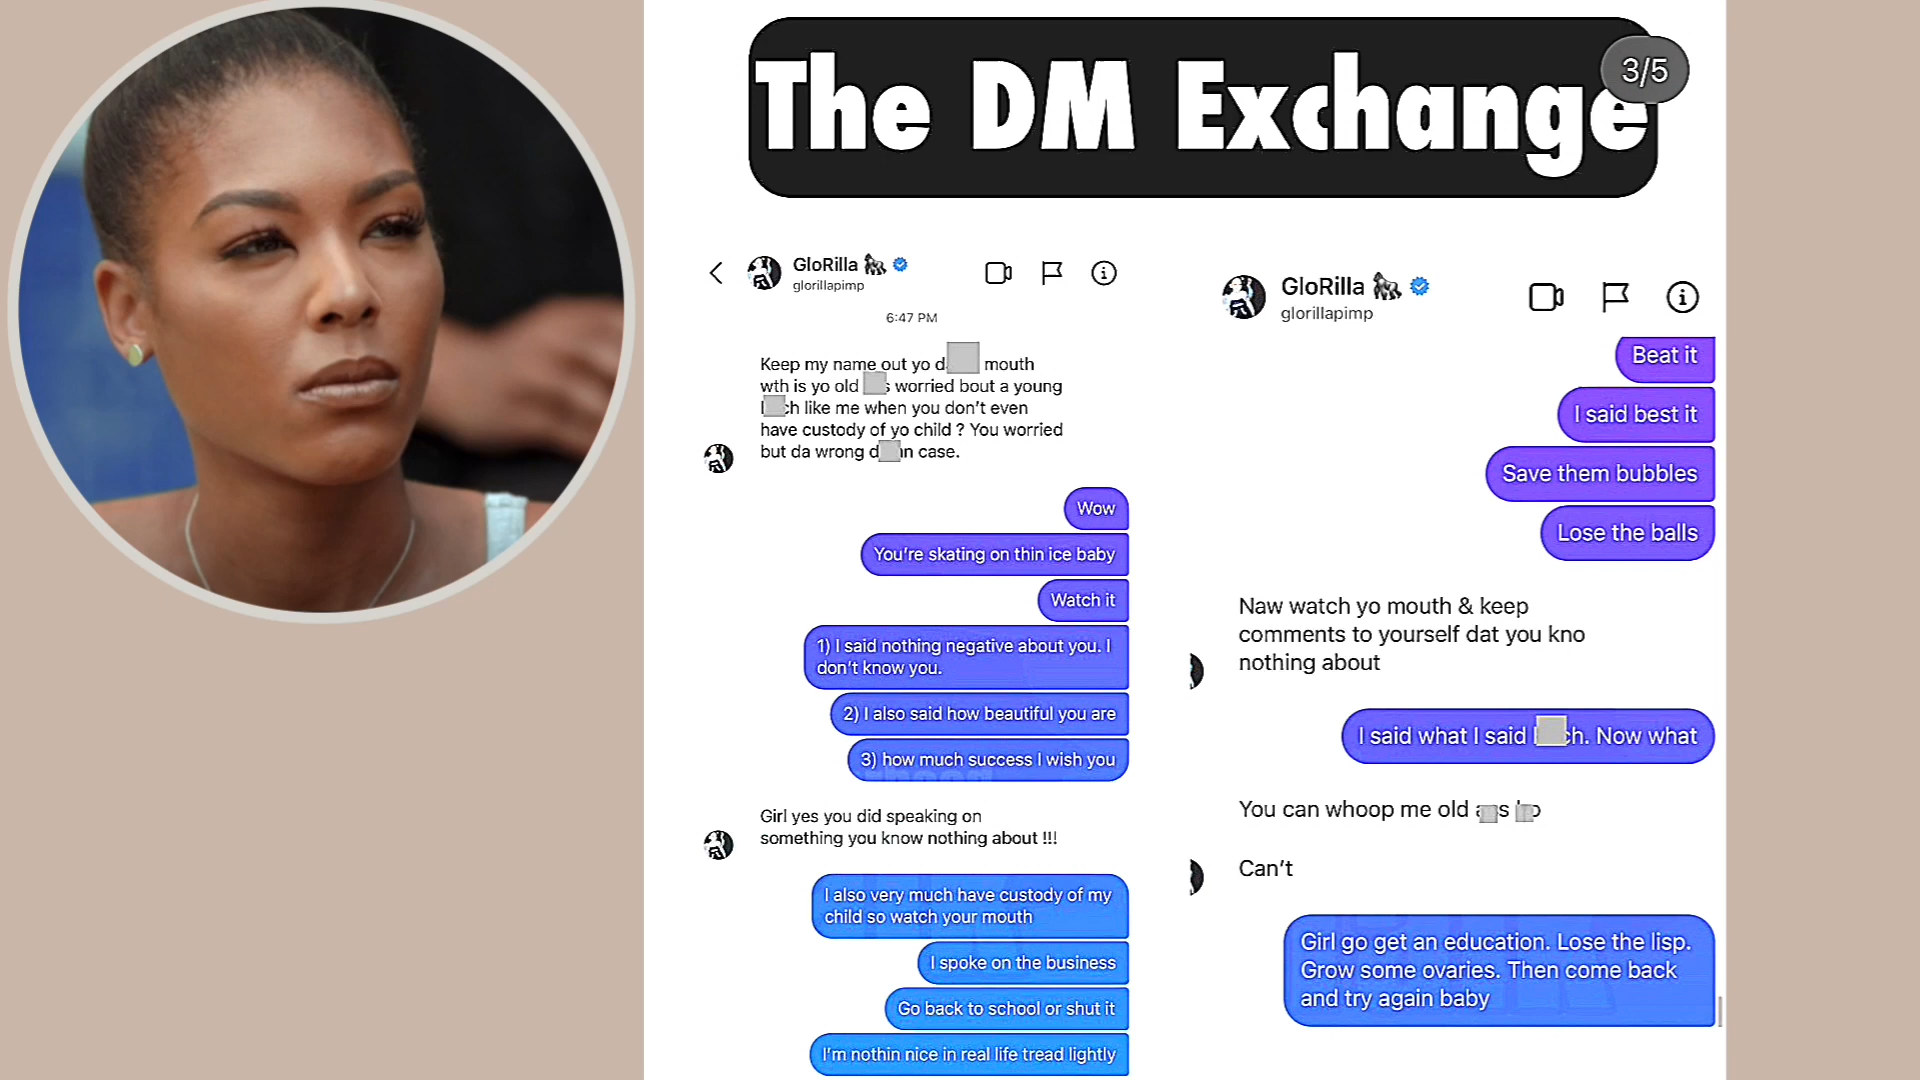 The DM Exchange
3/5
GloRilla
glorillapimp
6:47 PM
Keep my name out yo d mouth
wth is yo old s worried bout a young
ch like me when you don't even
have custody of yo child ? You worried
but da wrong d n case.
Wow
You're skating on thin ice baby
Watch it
1) I said nothing negative about you. I
don't know you.
2) I also said how beautiful you are
3) how much success I wish you
Girl yes you did speaking on
something you know nothing about !!!
I also very much have custody of my
child so watch your mouth
I spoke on the business
Go back to school or shut it
I'm nothin nice in real life tread lightly
GloRilla
glorillapimp
Beat it
I said best it
Save them bubbles
Lose the balls
Naw watch yo mouth & keep
comments to yourself dat you kno
nothing about
I said what I said ch. Now what
You can whoop me old a s o
Can't
Girl go get an education. Lose the lisp.
Grow some ovaries. Then come back
and try again baby